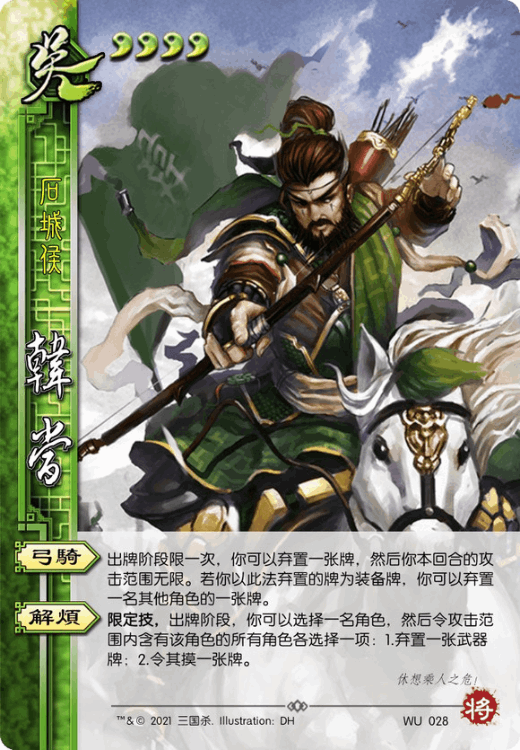 吴
石城侯
韓當
弓騎
出牌阶段限一次，你可以弃置一张牌，然后你本回合的攻
击范围无限。若你以此法弃置的牌为装备牌，你可以弃置
一名其他角色的一张牌。
解煩
限定技，出牌阶段，你可以选择一名角色，然后令攻击范
围内含有该角色的所有角色各选择一项：1.弃置一张武器
牌；2.令其摸一张牌。
休想乘人之危！
™&© 2021 三国杀. Illustration: DH
WU 028
将